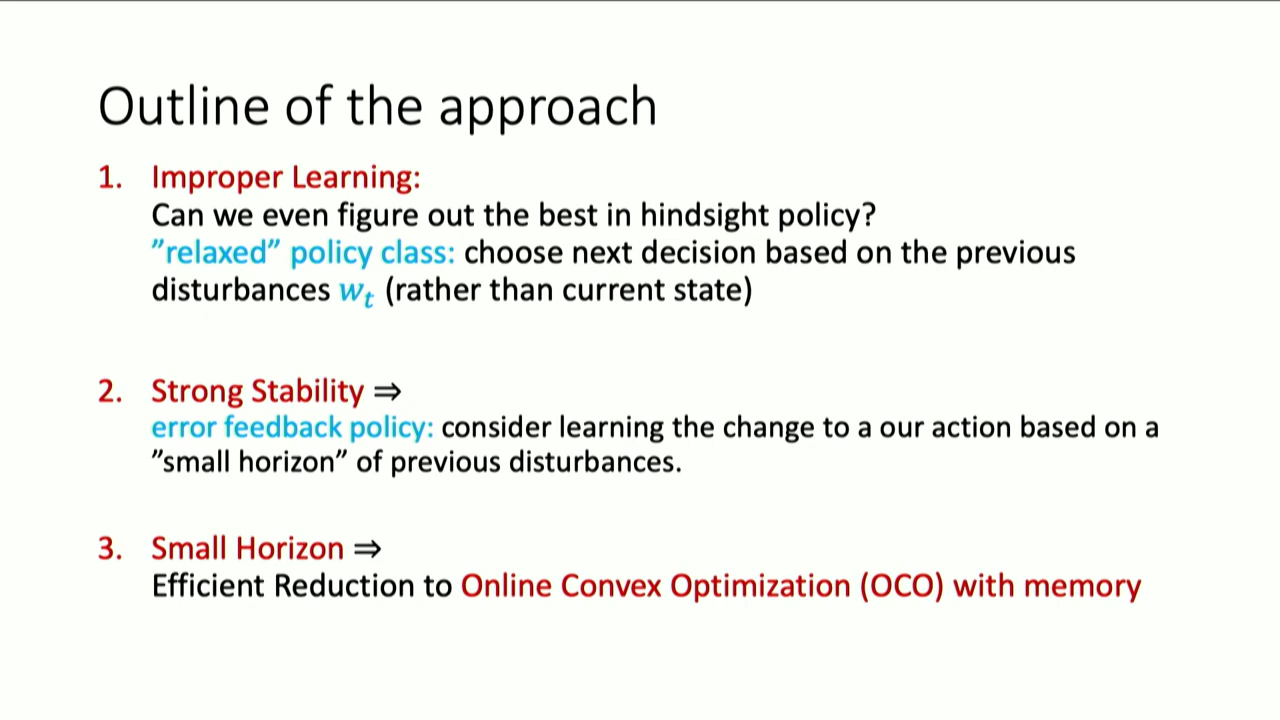 Outline of the approach
1. Improper Learning:
Can we even figure out the best in hindsight policy?
”relaxed” policy class: choose next decision based on the previous
disturbances wₜ (rather than current state)
2. Strong Stability ⇒
error feedback policy: consider learning the change to a our action based on a
”small horizon” of previous disturbances.
3. Small Horizon ⇒
Efficient Reduction to Online Convex Optimization (OCO) with memory